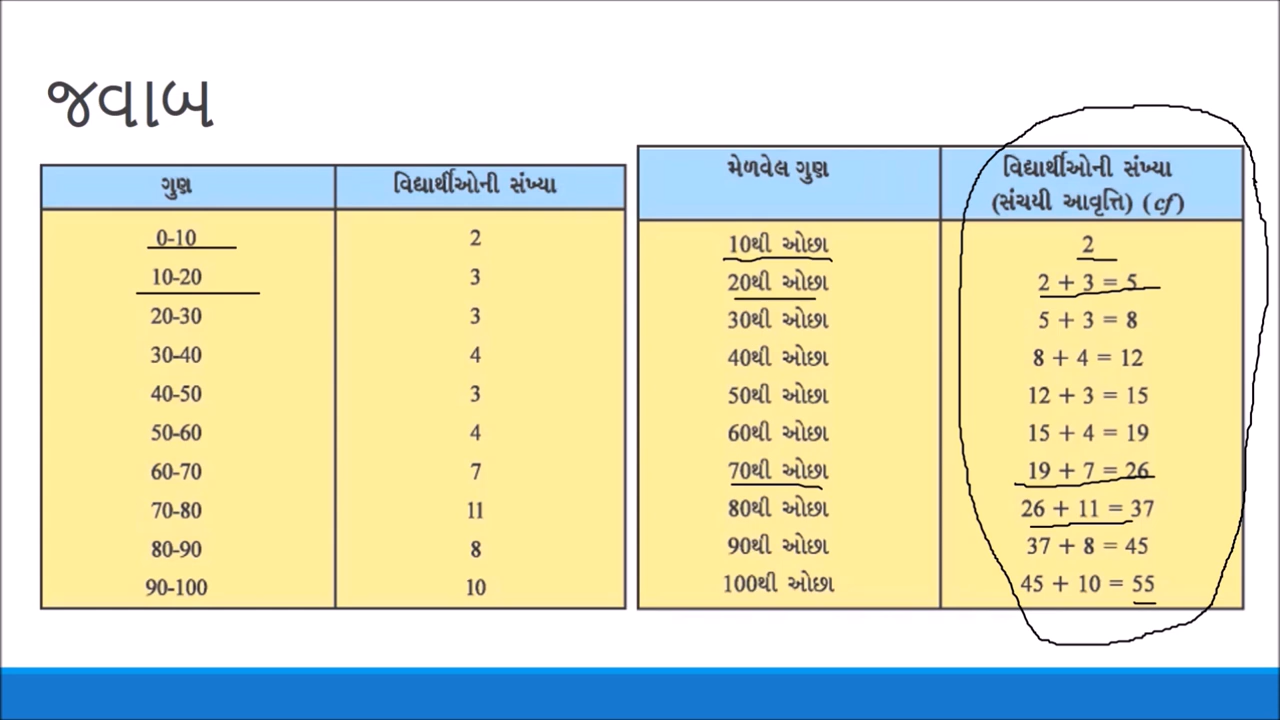 જવાબ
ગુણ વિદ્યાર્થીઓની સંખ્યા
0-10 2
10-20 3
20-30 3
30-40 4
40-50 3
50-60 4
60-70 7
70-80 11
80-90 8
90-100 10
મેળવેલ ગુણ વિદ્યાર્થીઓની સંખ્યા
(સંચયી આવૃત્તિ) (cf)
10થી ઓછા 2
20થી ઓછા 2 + 3 = 5
30થી ઓછા 5 + 3 = 8
40થી ઓછા 8 + 4 = 12
50થી ઓછા 12 + 3 = 15
60થી ઓછા 15 + 4 = 19
70થી ઓછા 19 + 7 = 26
80થી ઓછા 26 + 11 = 37
90થી ઓછા 37 + 8 = 45
100થી ઓછા 45 + 10 = 55